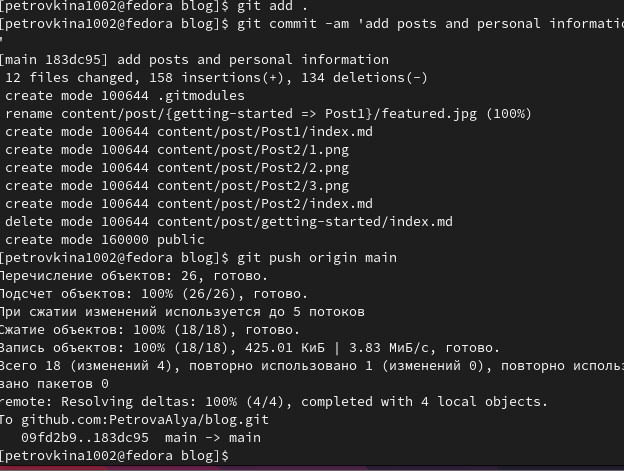 [petrovkina1002@fedora blog]$ git add .
[petrovkina1002@fedora blog]$ git commit -am 'add posts and personal informatio
'
[main 183dc95] add posts and personal information
 12 files changed, 158 insertions(+), 134 deletions(-)
 create mode 100644 .gitmodules
 rename content/post/{getting-started => Post1}/featured.jpg (100%)
 create mode 100644 content/post/Post1/index.md
 create mode 100644 content/post/Post2/1.png
 create mode 100644 content/post/Post2/2.png
 create mode 100644 content/post/Post2/3.png
 create mode 100644 content/post/Post2/index.md
 delete mode 100644 content/post/getting-started/index.md
 create mode 160000 public
[petrovkina1002@fedora blog]$ git push origin main
Перечисление объектов: 26, готово.
Подсчет объектов: 100% (26/26), готово.
При сжатии изменений используется до 5 потоков
Сжатие объектов: 100% (18/18), готово.
Запись объектов: 100% (18/18), 425.01 КиБ | 3.83 МиБ/с, готово.
Всего 18 (изменений 4), повторно использовано 1 (изменений 0), повторно исполь
вано пакетов 0
remote: Resolving deltas: 100% (4/4), completed with 4 local objects.
To github.com:PetrovaAlya/blog.git
   09fd2b9..183dc95  main -> main
[petrovkina1002@fedora blog]$